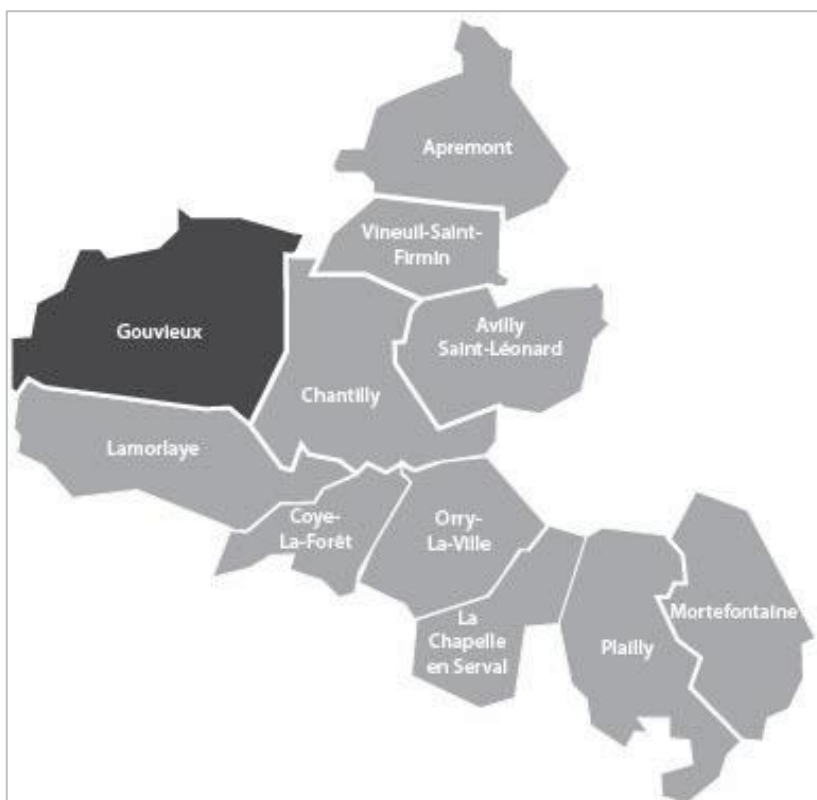 Apremont
Vineuil-Saint-
Firmin
Gouvieux
Avilly
Saint-Léonard
Chantilly
Lamorlaye
Coye-
La-Forêt
Orry-
La-Ville
La
Chapelle
en Serval
Plailly
Mortefontaine